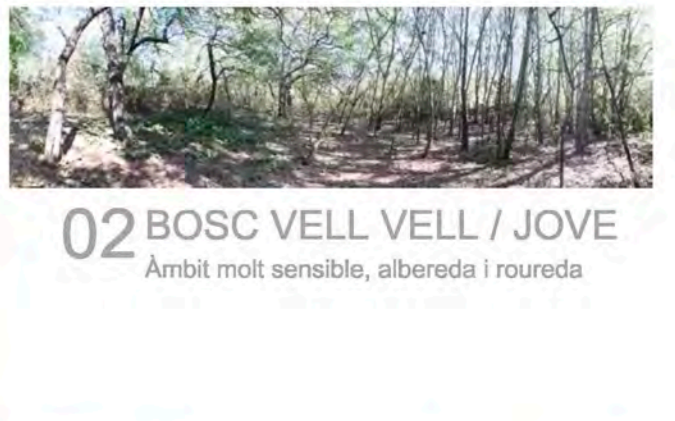 02 BOSC VELL VELL / JOVE
Àmbit molt sensible, albereda i roureda